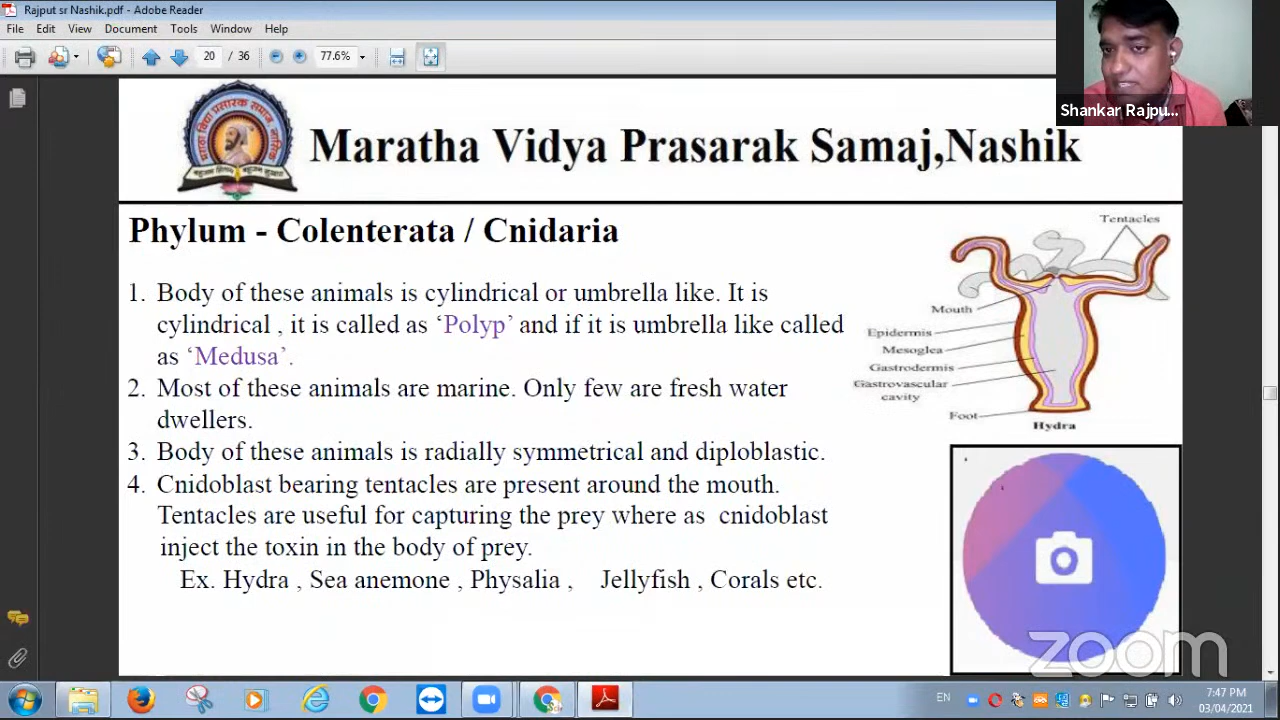 Rajput sr Nashik.pdf - Adobe Reader
File Edit View Document Tools Window Help
20 / 36 77.6%
Shankar Rajpu...
मराठा विद्या प्रसारक समाज
Maratha Vidya Prasarak Samaj,Nashik
Phylum - Colenterata / Cnidaria
1. Body of these animals is cylindrical or umbrella like. It is
cylindrical , it is called as ‘Polyp’ and if it is umbrella like called
as ‘Medusa’.
2. Most of these animals are marine. Only few are fresh water
dwellers.
3. Body of these animals is radially symmetrical and diploblastic.
4. Cnidoblast bearing tentacles are present around the mouth.
Tentacles are useful for capturing the prey where as cnidoblast
inject the toxin in the body of prey.
Ex. Hydra , Sea anemone , Physalia , Jellyfish , Corals etc.
Tentacles
Mouth
Epidermis
Mesoglea
Gastrodermis
Gastrovascular
cavity
Foot
Hydra
zoom
EN
7:47 PM
03/04/2021